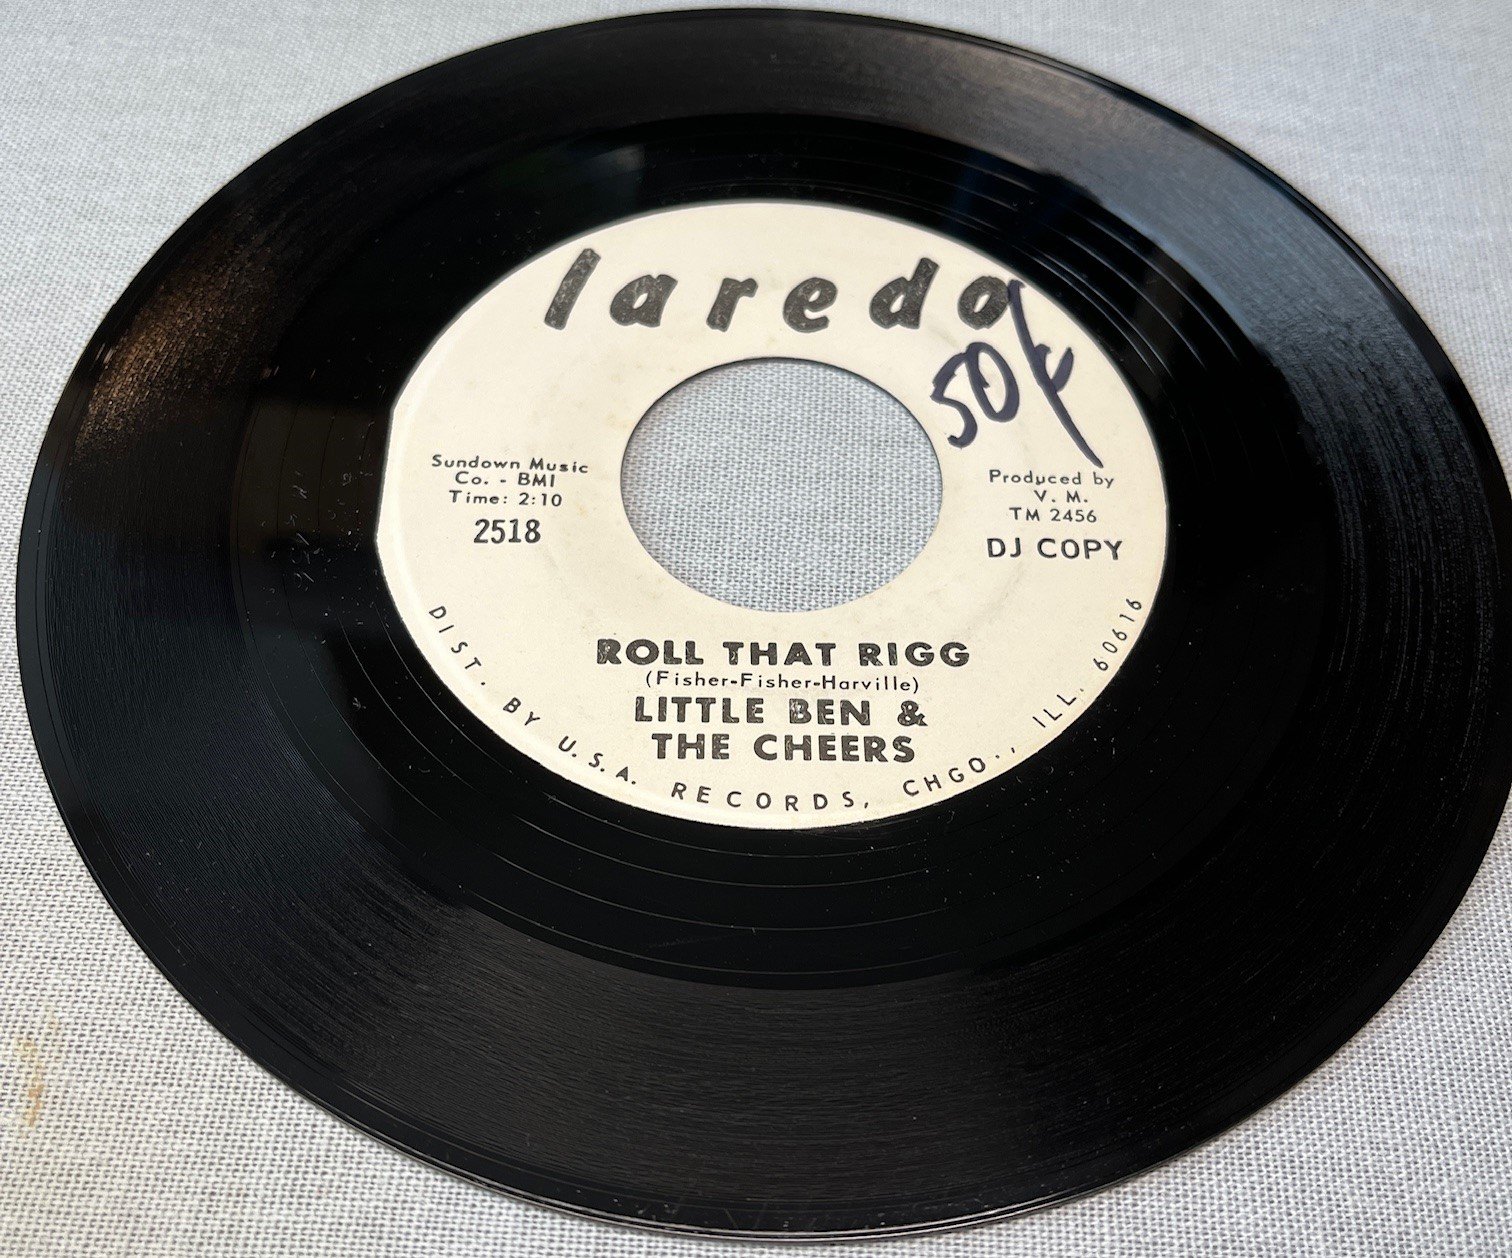 laredo
50¢
Sundown Music
Co. - BMI
Time: 2:10
2518
Produced by
V. M.
TM 2456
DJ COPY
ROLL THAT RIGG
(Fisher-Fisher-Harville)
LITTLE BEN &
THE CHEERS
DIST. BY U.S.A. RECORDS, CHGO., ILL. 60616